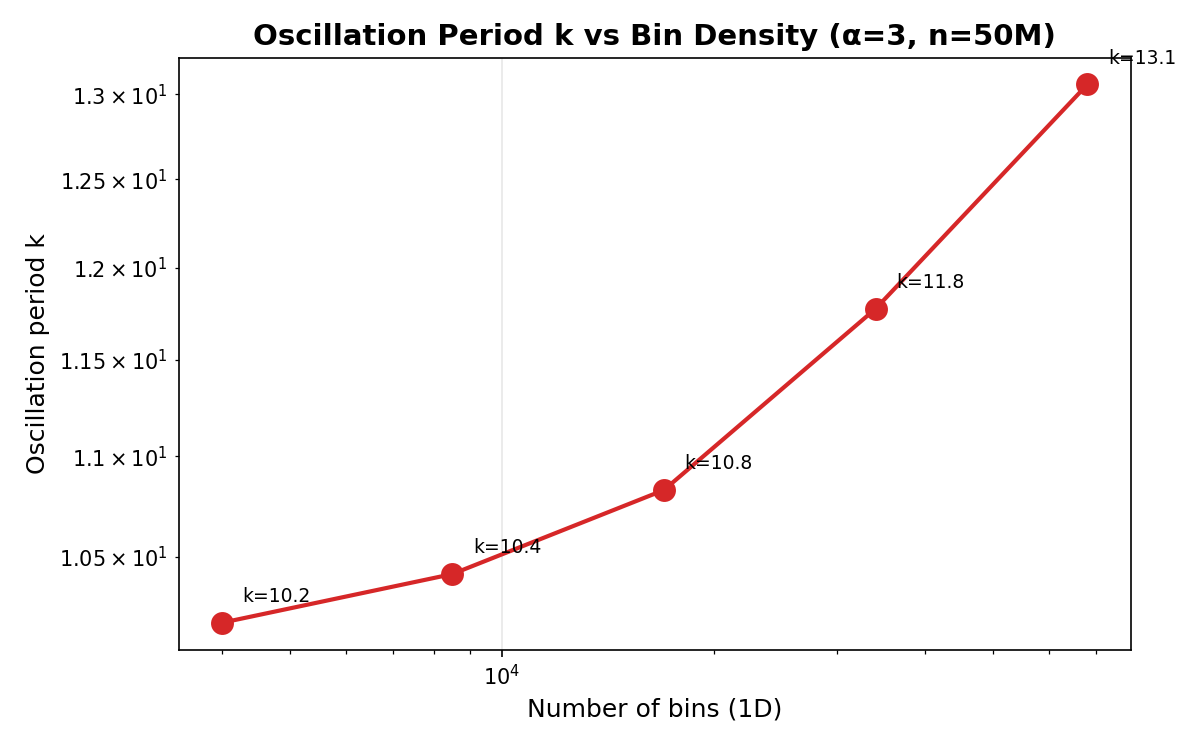 Oscillation Period k vs Bin Density (α=3, n=50M)
k=13.1
1.3 × 10¹
1.25 × 10¹
1.2 × 10¹
k=11.8
1.15 × 10¹
1.1 × 10¹
k=10.8
1.05 × 10¹
k=10.4
k=10.2
Oscillation period k
10⁴
Number of bins (1D)